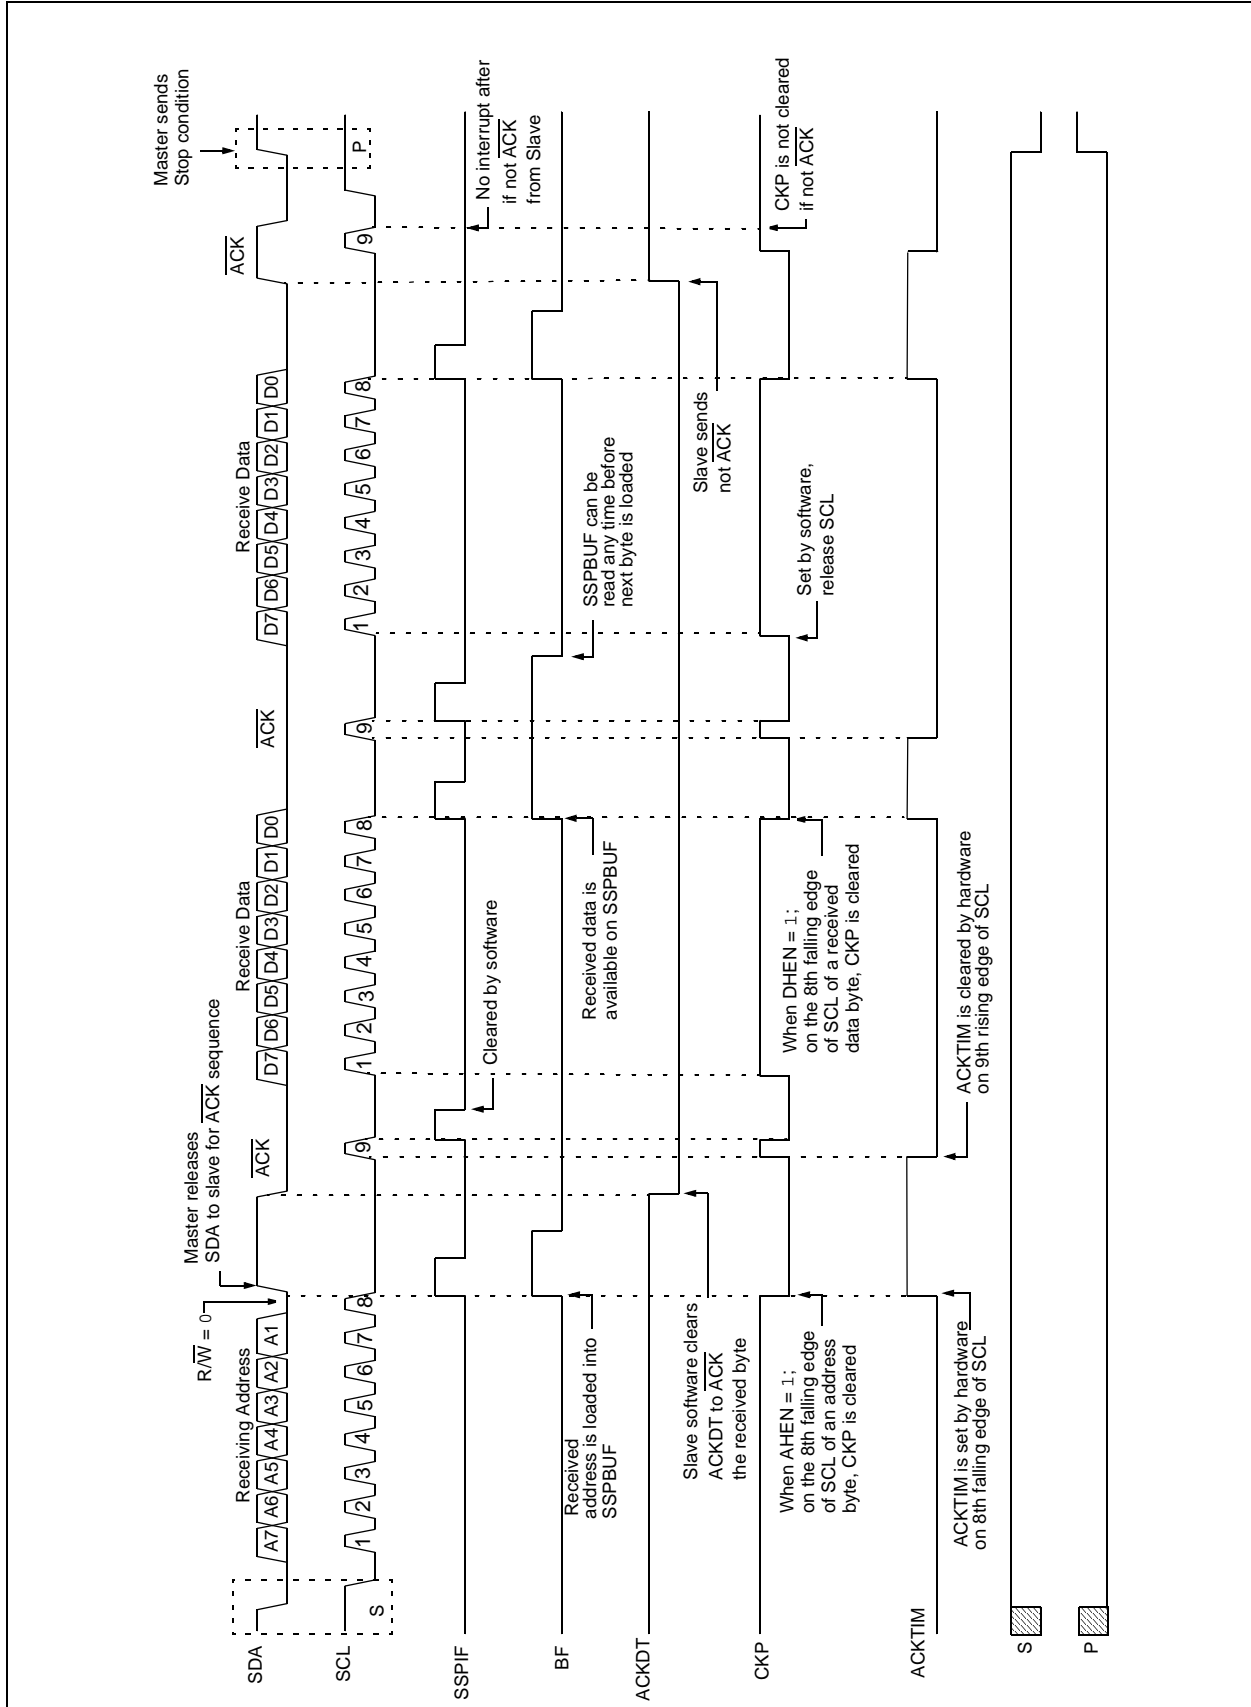 Master sends
Stop condition
Master releases
SDA to slave for ACK sequence
R/W = 0
Receiving Address
ACK
Receive Data
ACK
Receive Data
ACK
SDA
A7 A6 A5 A4 A3 A2 A1
D7 D6 D5 D4 D3 D2 D1 D0
D7 D6 D5 D4 D3 D2 D1 D0
SCL
S
1 2 3 4 5 6 7 8 9
1 2 3 4 5 6 7 8 9
1 2 3 4 5 6 7 8 9
P
SSPIF
Cleared by software
No interrupt after
if not ACK
from Slave
BF
Received
address is loaded into
SSPBUF
Received data is
available on SSPBUF
SSPBUF can be
read any time before
next byte is loaded
ACKDT
Slave software clears
ACKDT to ACK
the received byte
Slave sends
not ACK
CKP
When AHEN = 1;
on the 8th falling edge
of SCL of an address
byte, CKP is cleared
When DHEN = 1;
on the 8th falling edge
of SCL of a received
data byte, CKP is cleared
Set by software,
release SCL
CKP is not cleared
if not ACK
ACKTIM
ACKTIM is set by hardware
on 8th falling edge of SCL
ACKTIM is cleared by hardware
on 9th rising edge of SCL
S
P